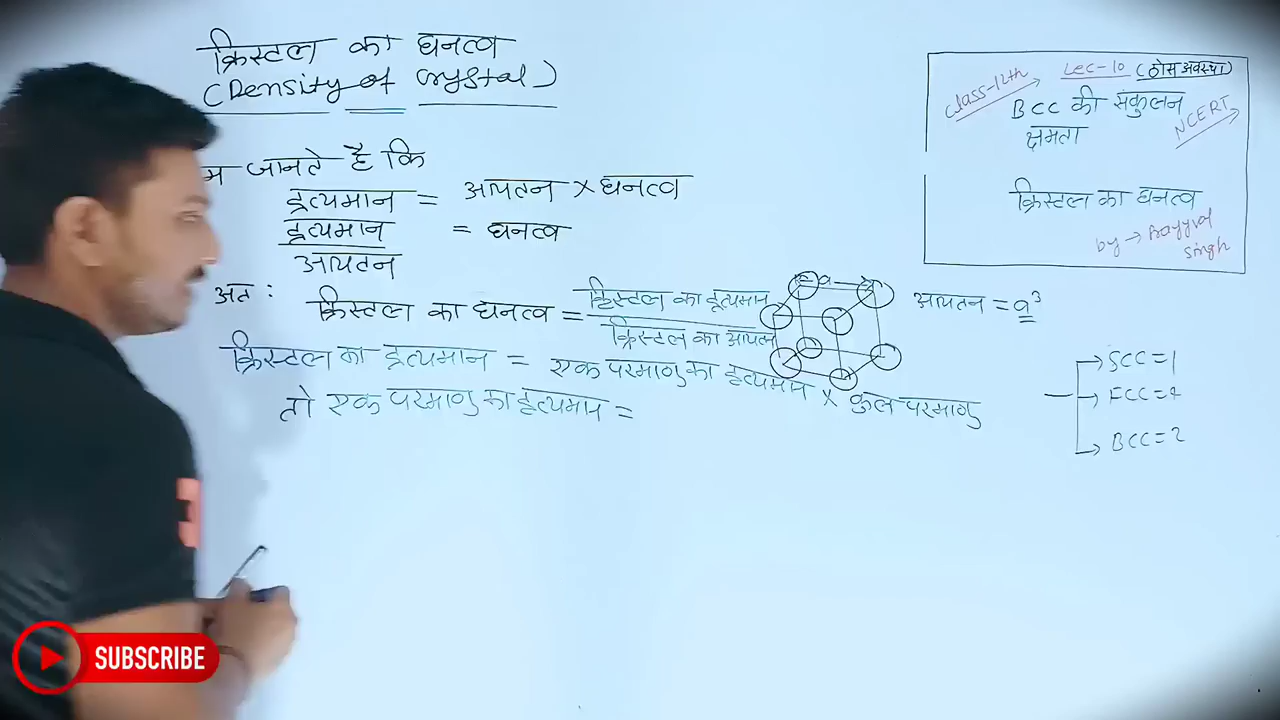 क्रिस्टल का घनत्व
(Density of crystal)
म जानते है कि
द्रव्यमान = आयतन × घनत्व
द्रव्यमान = घनत्व
आयतन
अत :
क्रिस्टल का घनत्व = क्रिस्टल का द्रव्यमान
क्रिस्टल का आयतन
a
आयतन = a³
क्रिस्टल का द्रव्यमान = एक परमाणु का द्रव्यमान × कुल परमाणु
तो एक परमाणु का द्रव्यमान =
SCC = 1
FCC = 4
BCC = 2
Class-12th
Lec-10 (ठोस अवस्था)
BCC की संकुलन
क्षमता
NCERT
क्रिस्टल का घनत्व
by →
singh
SUBSCRIBE